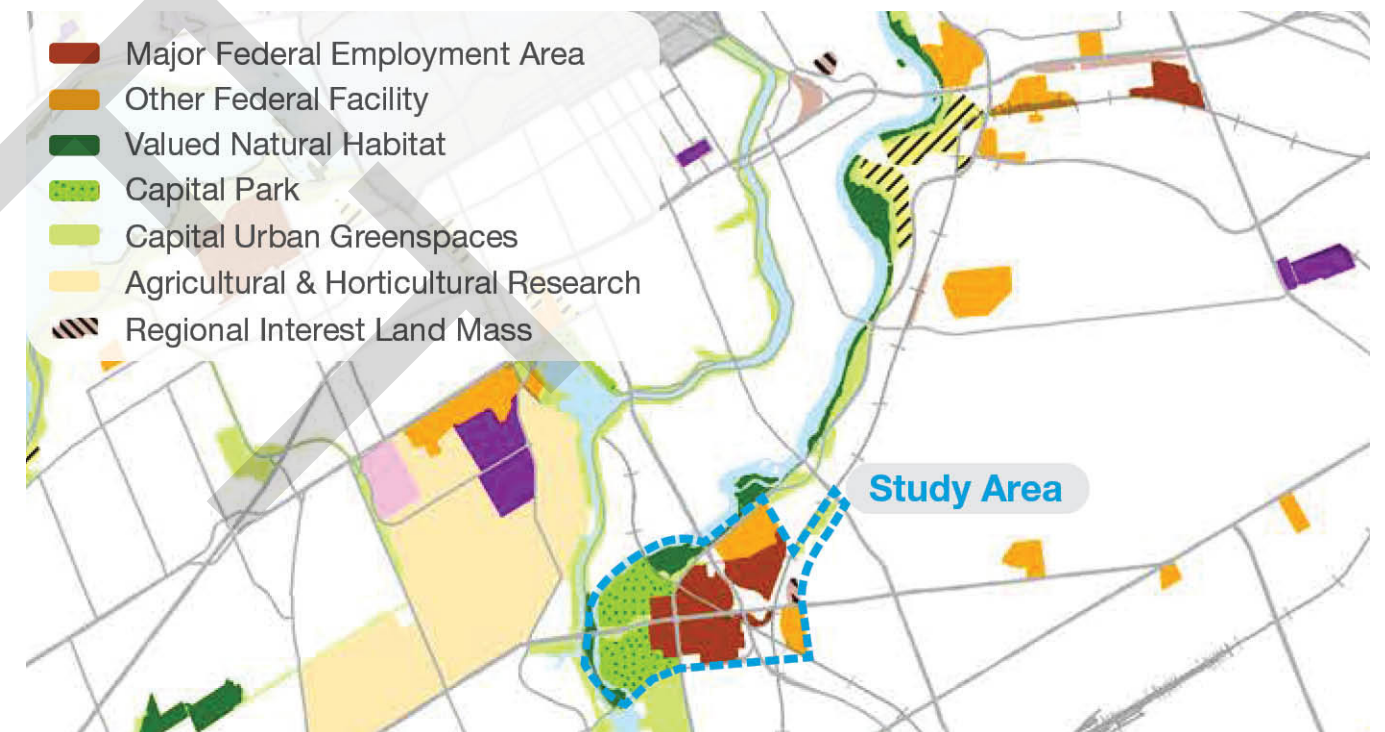 Major Federal Employment Area
Other Federal Facility
Valued Natural Habitat
Capital Park
Capital Urban Greenspaces
Agricultural & Horticultural Research
Regional Interest Land Mass
Study Area